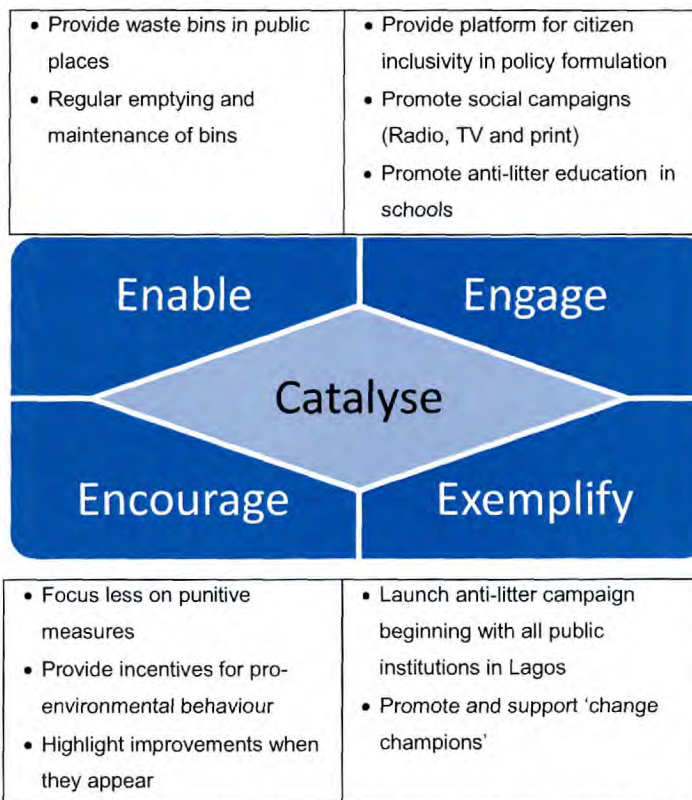 • Provide waste bins in public
places
• Regular emptying and
maintenance of bins
• Provide platform for citizen
inclusivity in policy formulation
• Promote social campaigns
(Radio, TV and print)
• Promote anti-litter education in
schools
Enable
Engage
Catalyse
Encourage
Exemplify
• Focus less on punitive
measures
• Provide incentives for pro-
environmental behaviour
• Highlight improvements when
they appear
• Launch anti-litter campaign
beginning with all public
institutions in Lagos
• Promote and support ‘change
champions’